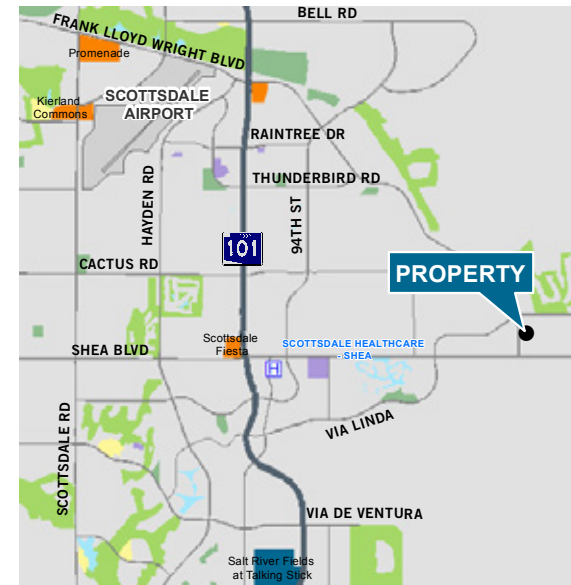 BELL RD
FRANK LLOYD WRIGHT BLVD
Promenade
Kierland
Commons
SCOTTSDALE
AIRPORT
RAINTREE DR
THUNDERBIRD RD
HAYDEN RD
94TH ST
101
CACTUS RD
PROPERTY
Scottsdale
Fiesta
SCOTTSDALE HEALTHCARE
- SHEA
SHEA BLVD
H
SCOTTSDALE RD
VIA LINDA
VIA DE VENTURA
Salt River Fields
at Talking Stick